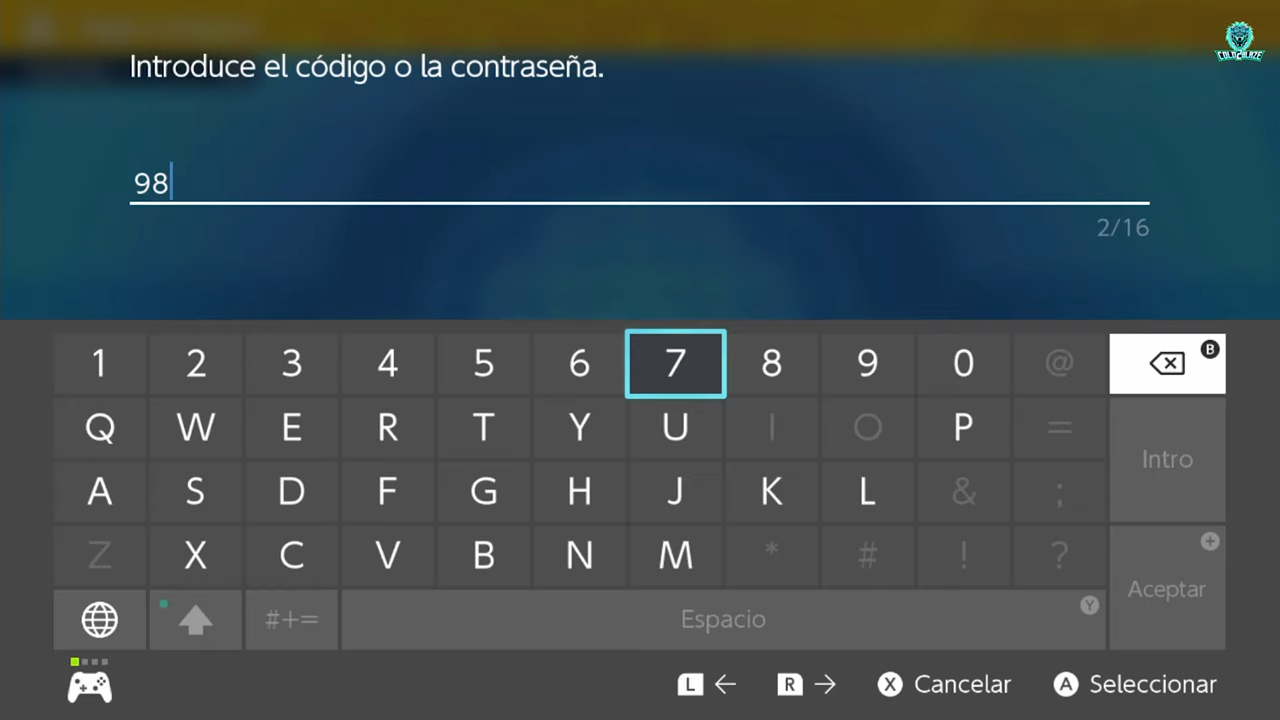 COLDBLAZE
Introduce el código o la contraseña.
98
2/16
1 2 3 4 5 6 7 8 9 0 @ B
Q W E R T Y U I O P = Intro
A S D F G H J K L & ;
Z X C V B N M * # ! ? + Aceptar
#+= Espacio Y
L ← R → X Cancelar A Seleccionar